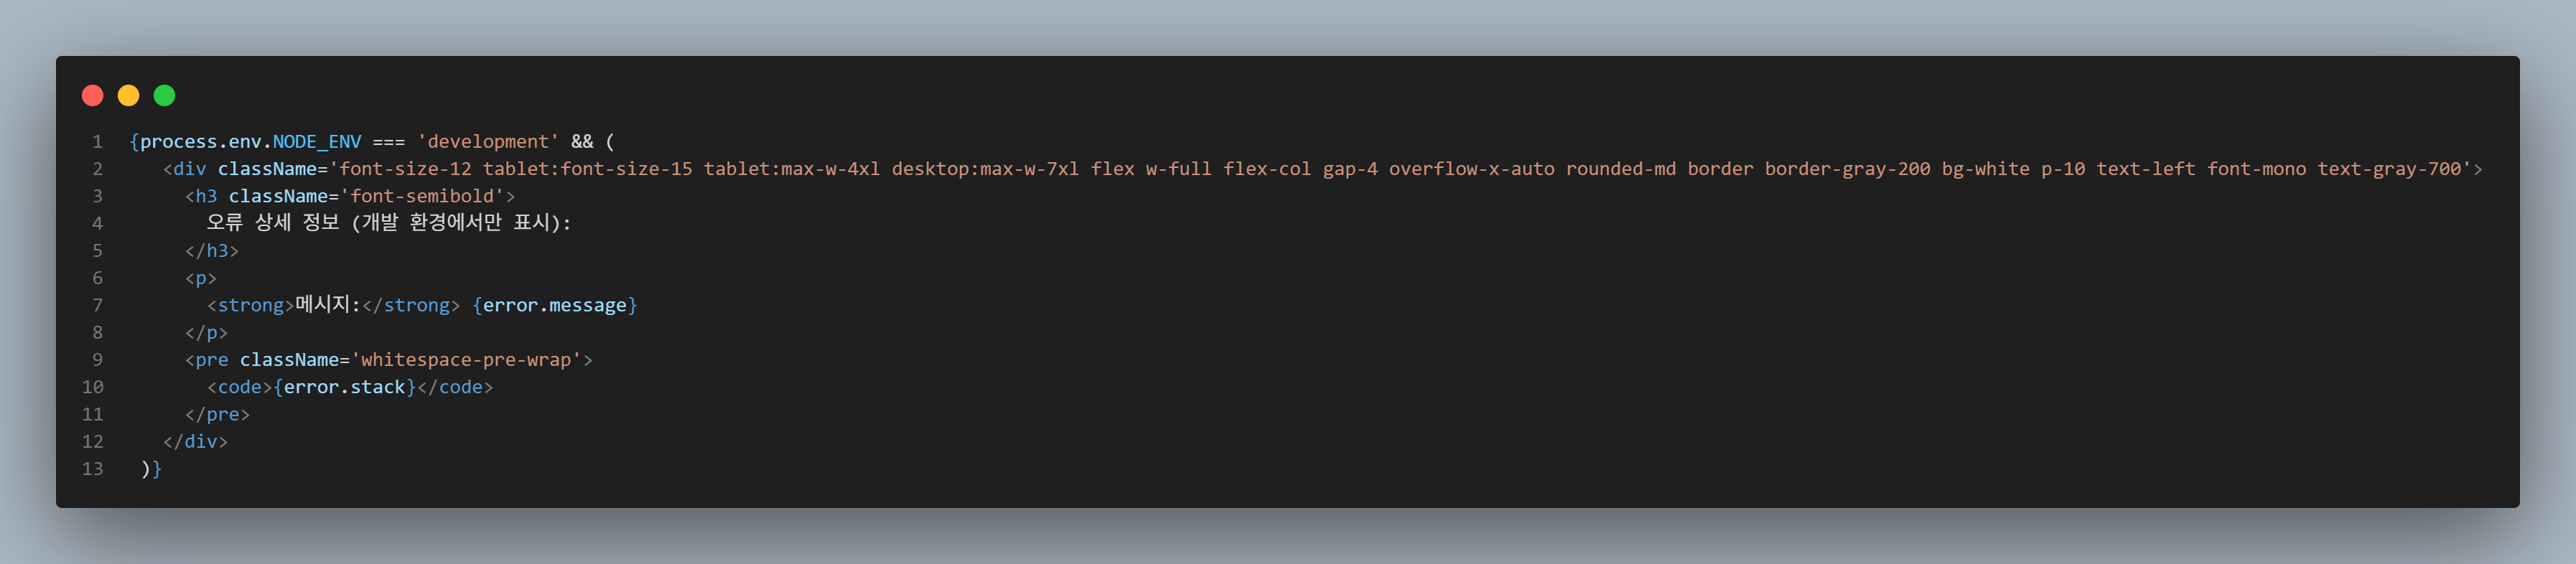 1 {process.env.NODE_ENV === 'development' && (
2 <div className='font-size-12 tablet:font-size-15 tablet:max-w-4xl desktop:max-w-7xl flex w-full flex-col gap-4 overflow-x-auto rounded-md border border-gray-200 bg-white p-10 text-left font-mono text-gray-700'>
3 <h3 className='font-semibold'>
4 오류 상세 정보 (개발 환경에서만 표시):
5 </h3>
6 <p>
7 <strong>메시지:</strong> {error.message}
8 </p>
9 <pre className='whitespace-pre-wrap'>
10 <code>{error.stack}</code>
11 </pre>
12 </div>
13 )}